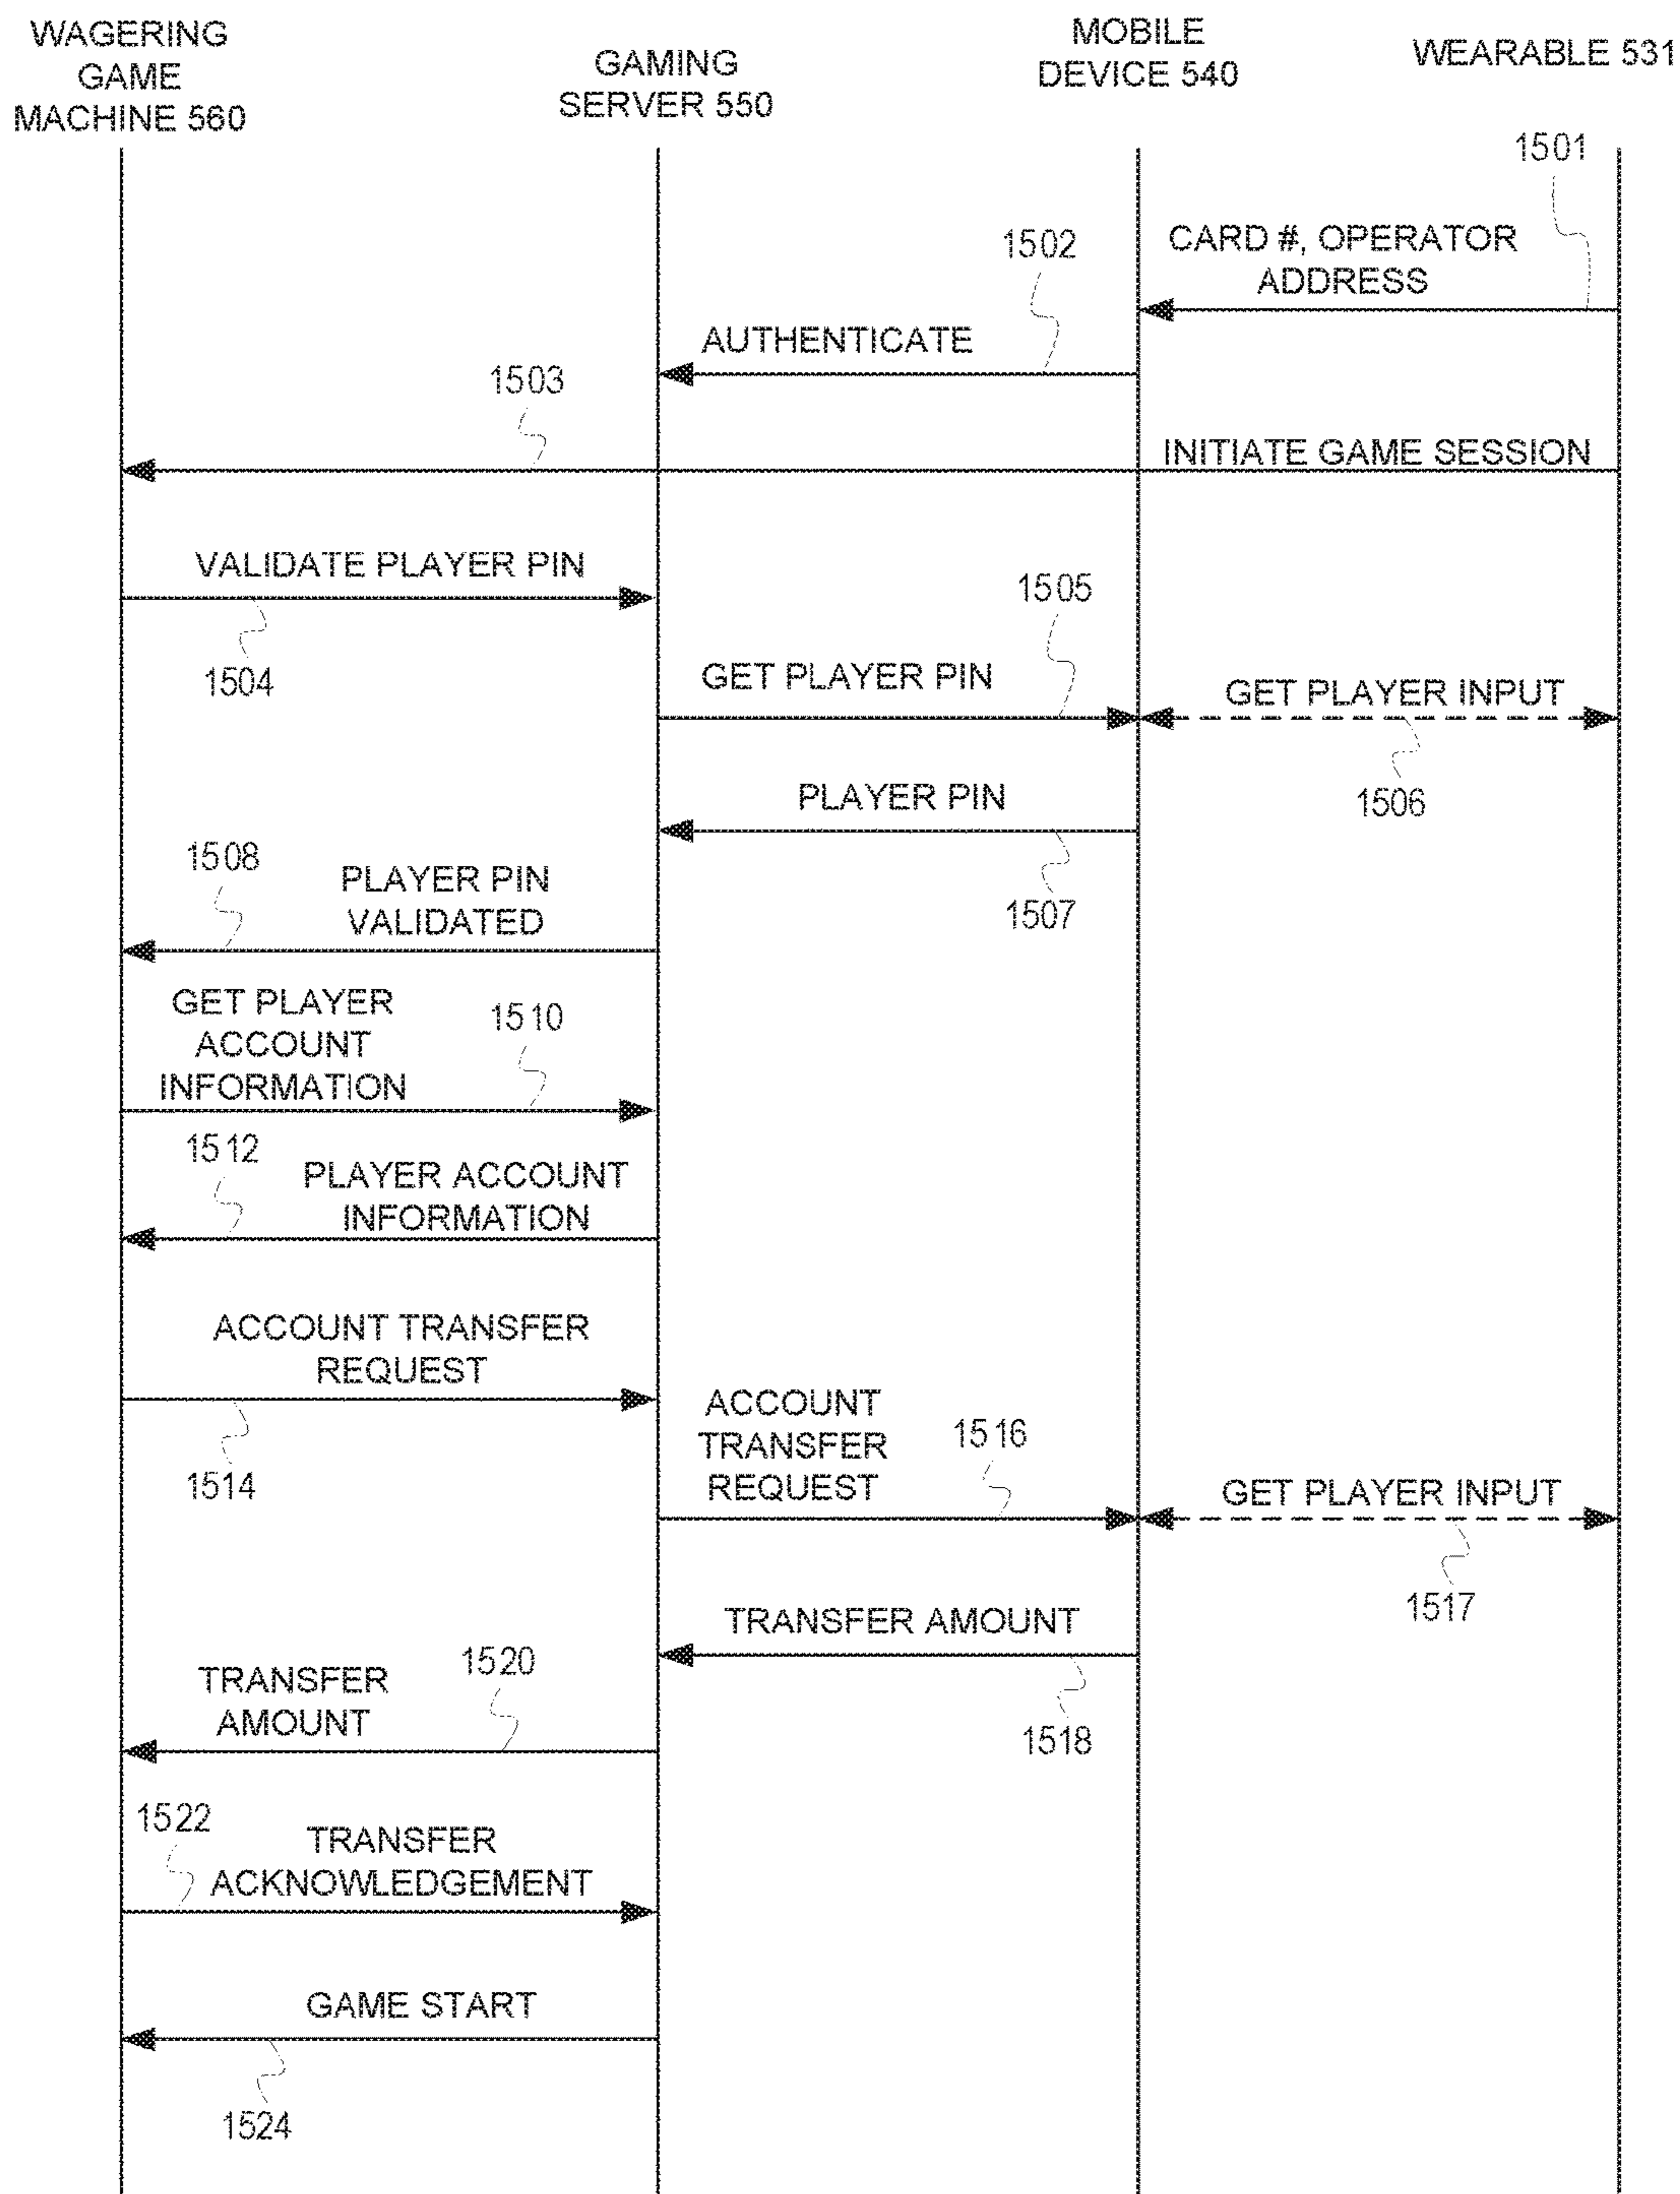 WAGERING
GAME
MACHINE 560
GAMING
SERVER 550
MOBILE
DEVICE 540
WEARABLE 531
1501
CARD #, OPERATOR
ADDRESS
1502
AUTHENTICATE
1503
INITIATE GAME SESSION
VALIDATE PLAYER PIN
1504
1505
GET PLAYER PIN
GET PLAYER INPUT
1506
PLAYER PIN
1507
1508
PLAYER PIN
VALIDATED
GET PLAYER
ACCOUNT
INFORMATION
1510
1512
PLAYER ACCOUNT
INFORMATION
ACCOUNT TRANSFER
REQUEST
1514
ACCOUNT
TRANSFER
REQUEST
1516
GET PLAYER INPUT
1517
TRANSFER AMOUNT
1518
TRANSFER
AMOUNT
1520
1522
TRANSFER
ACKNOWLEDGEMENT
GAME START
1524